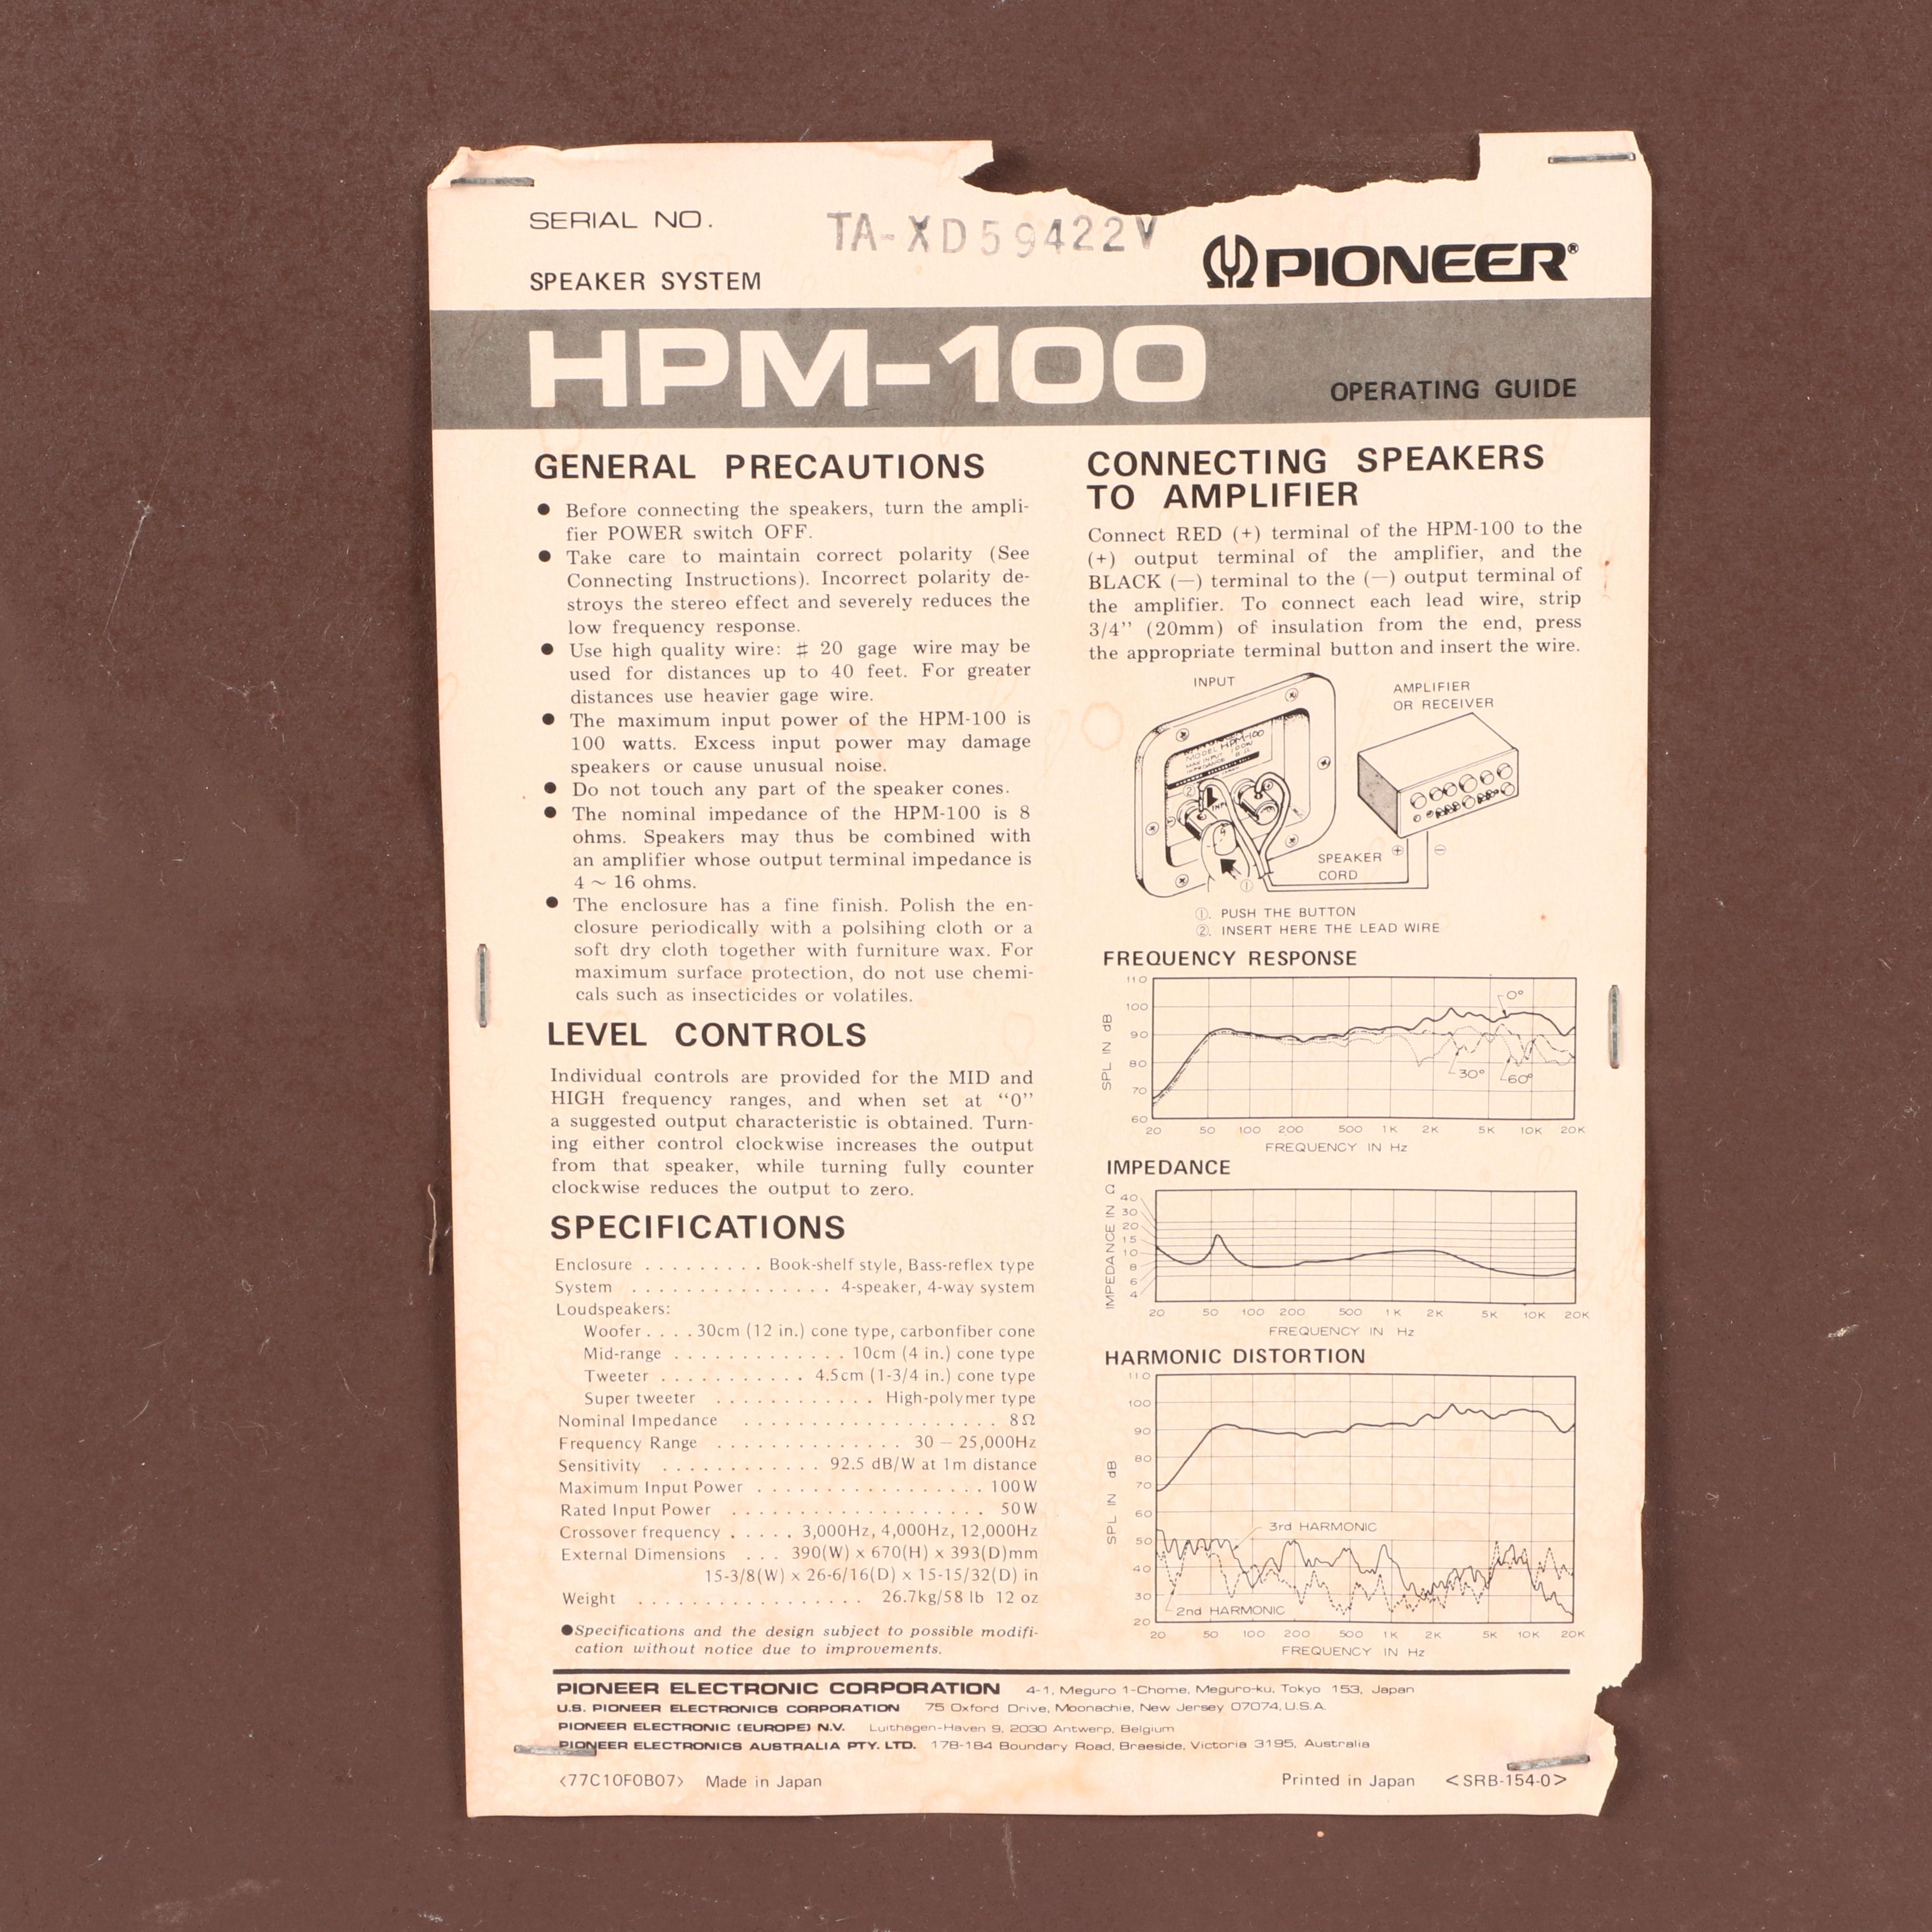 SERIAL NO. TA-XD59422V
SPEAKER SYSTEM
PIONEER®
HPM-100
OPERATING GUIDE
GENERAL PRECAUTIONS
● Before connecting the speakers, turn the ampli-
fier POWER switch OFF.
● Take care to maintain correct polarity (See
Connecting Instructions). Incorrect polarity de-
stroys the stereo effect and severely reduces the
low frequency response.
● Use high quality wire: ♯ 20 gage wire may be
used for distances up to 40 feet. For greater
distances use heavier gage wire.
● The maximum input power of the HPM-100 is
100 watts. Excess input power may damage
speakers or cause unusual noise.
● Do not touch any part of the speaker cones.
● The nominal impedance of the HPM-100 is 8
ohms. Speakers may thus be combined with
an amplifier whose output terminal impedance is
4 ~ 16 ohms.
● The enclosure has a fine finish. Polish the en-
closure periodically with a polsihing cloth or a
soft dry cloth together with furniture wax. For
maximum surface protection, do not use chemi-
cals such as insecticides or volatiles.
LEVEL CONTROLS
Individual controls are provided for the MID and
HIGH frequency ranges, and when set at “0”
a suggested output characteristic is obtained. Turn-
ing either control clockwise increases the output
from that speaker, while turning fully counter
clockwise reduces the output to zero.
SPECIFICATIONS
Enclosure . . . . . . . . . Book-shelf style, Bass-reflex type
System . . . . . . . . . . . . . . . 4-speaker, 4-way system
Loudspeakers:
Woofer . . . . 30cm (12 in.) cone type, carbonfiber cone
Mid-range . . . . . . . . . . . . . 10cm (4 in.) cone type
Tweeter . . . . . . . . . . . 4.5cm (1-3/4 in.) cone type
Super tweeter . . . . . . . . . . . . High-polymer type
Nominal Impedance . . . . . . . . . . . . . . . . . . . 8Ω
Frequency Range . . . . . . . . . . . . . . 30 – 25,000Hz
Sensitivity . . . . . . . . . . . . 92.5 dB/W at 1m distance
Maximum Input Power . . . . . . . . . . . . . . . . . 100W
Rated Input Power . . . . . . . . . . . . . . . . . . . 50W
Crossover frequency . . . . . 3,000Hz, 4,000Hz, 12,000Hz
External Dimensions . . . 390(W) x 670(H) x 393(D)mm
15-3/8(W) x 26-6/16(D) x 15-15/32(D) in
Weight . . . . . . . . . . . . . . . . . 26.7kg/58 lb 12 oz
●Specifications and the design subject to possible modifi-
cation without notice due to improvements.
CONNECTING SPEAKERS
TO AMPLIFIER
Connect RED (+) terminal of the HPM-100 to the
(+) output terminal of the amplifier, and the
BLACK (—) terminal to the (—) output terminal of
the amplifier. To connect each lead wire, strip
3/4’’ (20mm) of insulation from the end, press
the appropriate terminal button and insert the wire.
INPUT
AMPLIFIER
OR RECEIVER
MODEL HPM-100
MAX INPUT 100W
IMPEDANCE 8 Ω
②
①
SPEAKER ⊕ ⊖
CORD
①. PUSH THE BUTTON
②. INSERT HERE THE LEAD WIRE
FREQUENCY RESPONSE
SPL IN dB
110
100
90
80
70
60
0°
30° 60°
20 50 100 200 500 1K 2K 5K 10K 20K
FREQUENCY IN Hz
IMPEDANCE
IMPEDANCE IN
40
30
20
15
10
8
6
4
20 50 100 200 500 1K 2K 5K 10K 20K
FREQUENCY IN Hz
HARMONIC DISTORTION
SPL IN dB
110
100
90
80
70
60
50
40
30
20
3rd HARMONIC
2nd HARMONIC
20 50 100 200 500 1K 2K 5K 10K 20K
FREQUENCY IN Hz
PIONEER ELECTRONIC CORPORATION 4-1, Meguro 1-Chome, Meguro-ku, Tokyo 153, Japan
U.S. PIONEER ELECTRONICS CORPORATION 75 Oxford Drive, Moonachie, New Jersey 07074, U.S.A.
PIONEER ELECTRONIC (EUROPE) N.V. Luithagen-Haven 9, 2030 Antwerp, Belgium
PIONEER ELECTRONICS AUSTRALIA PTY. LTD. 178-184 Boundary Road, Braeside, Victoria 3195, Australia
<77C10F0B07> Made in Japan
Printed in Japan <SRB-154-0>